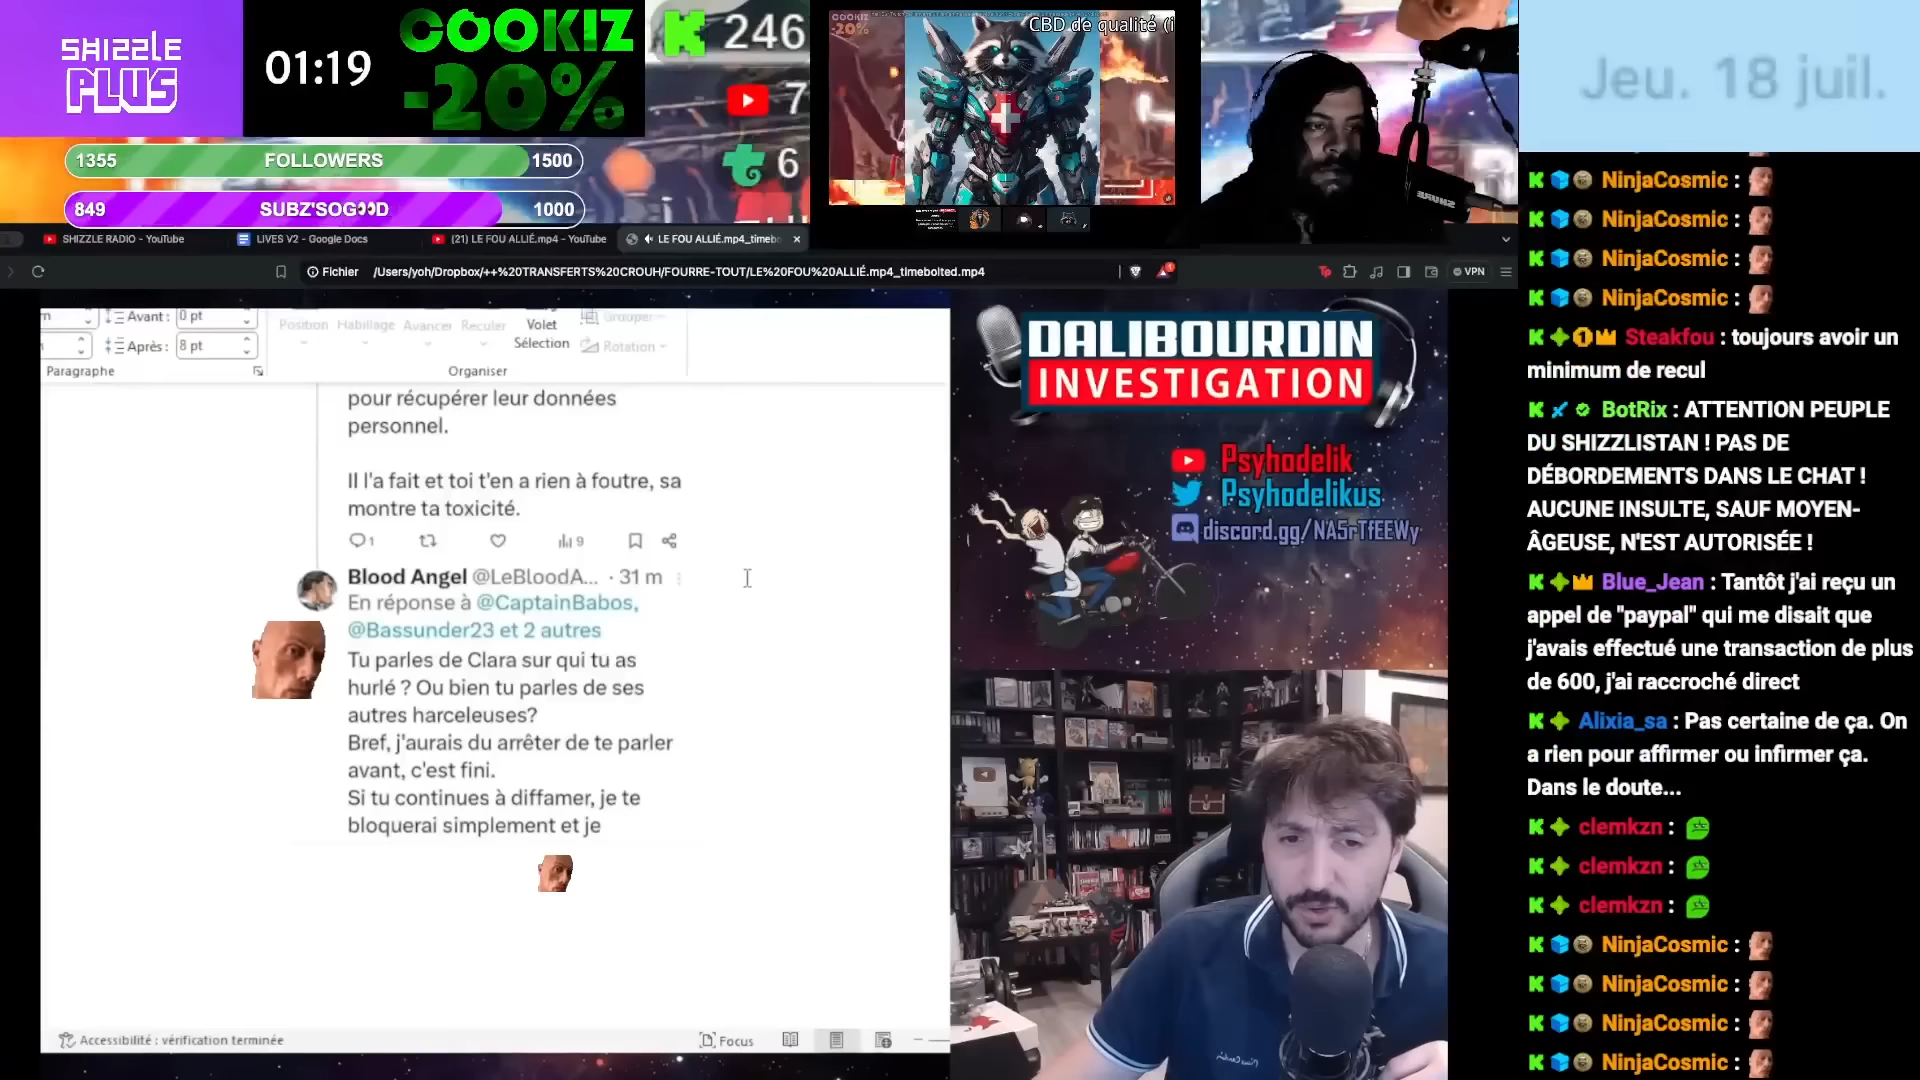 SHIZZLE
PLUS
01:19
COOKIZ
-20%
246
7
6
1355 FOLLOWERS 1500
849 SUBZ'SOG👀D 1000
COOKIZ
-20%
CBD de qualité (i
Jeu. 18 juil.
SHIZZLE RADIO - YouTube
LIVES V2 - Google Docs
(21) LE FOU ALLIÉ.mp4 - YouTube
LE FOU ALLIÉ.mp4_timebo
Fichier /Users/yoh/Dropbox/++%20TRANSFERTS%20CROUH/FOURRE-TOUT/LE%20FOU%20ALLIÉ.mp4_timebolted.mp4
VPN
Avant : 0 pt
Après : 8 pt
Paragraphe
Position
Habillage
Avancer
Reculer
Volet
Sélection
Grouper
Rotation
Organiser
pour récupérer leur données
personnel.
Il l'a fait et toi t'en a rien à foutre, sa
montre ta toxicité.
1
9
Blood Angel @LeBloodA... · 31 m
En réponse à @CaptainBabos,
@Bassunder23 et 2 autres
Tu parles de Clara sur qui tu as
hurlé ? Ou bien tu parles de ses
autres harceleuses?
Bref, j'aurais du arrêter de te parler
avant, c'est fini.
Si tu continues à diffamer, je te
bloquerai simplement et je
Accessibilité : vérification terminée
Focus
DALIBOURDIN
INVESTIGATION
Psyhodelik
Psyhodelikus
discord.gg/NA5rTfEEWy
NinjaCosmic :
NinjaCosmic :
NinjaCosmic :
NinjaCosmic :
Steakfou : toujours avoir un
minimum de recul
BotRix : ATTENTION PEUPLE
DU SHIZZLISTAN ! PAS DE
DÉBORDEMENTS DANS LE CHAT !
AUCUNE INSULTE, SAUF MOYEN-
ÂGEUSE, N'EST AUTORISÉE !
Blue_Jean : Tantôt j'ai reçu un
appel de "paypal" qui me disait que
j'avais effectué une transaction de plus
de 600, j'ai raccroché direct
Alixia_sa : Pas certaine de ça. On
a rien pour affirmer ou infirmer ça.
Dans le doute...
clemkzn :
clemkzn :
clemkzn :
NinjaCosmic :
NinjaCosmic :
NinjaCosmic :
NinjaCosmic :